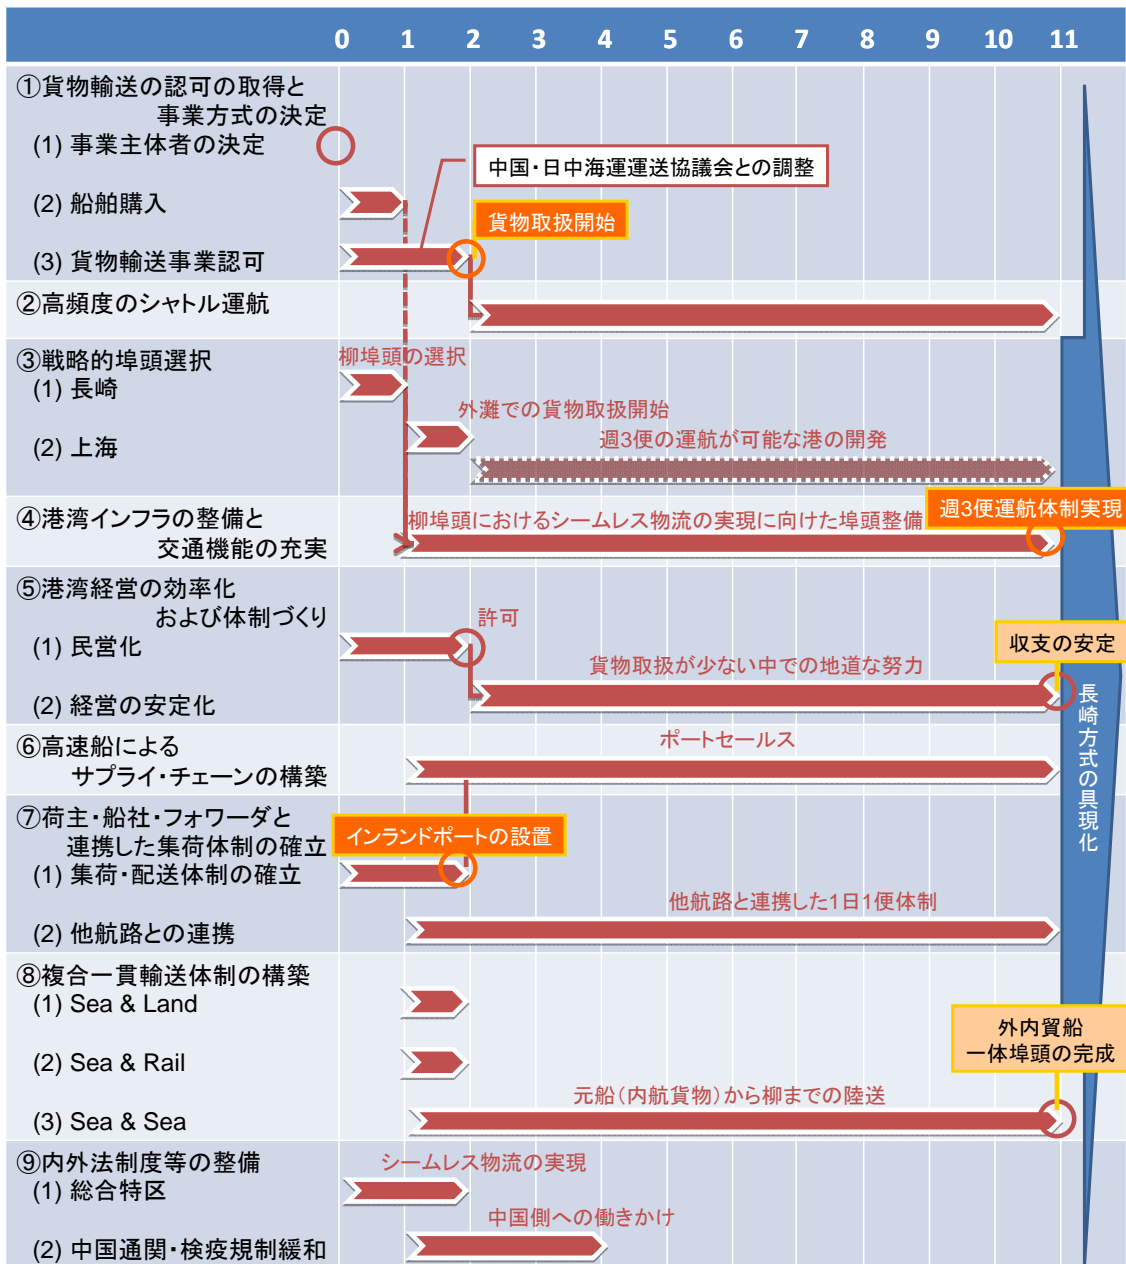 0 1 2 3 4 5 6 7 8 9 10 11
①貨物輸送の認可の取得と
事業方式の決定
(1) 事業主体者の決定
中国・日中海運運送協議会との調整
(2) 船舶購入
貨物取扱開始
(3) 貨物輸送事業認可
②高頻度のシャトル運航
③戦略的埠頭選択
柳埠頭の選択
(1) 長崎
外灘での貨物取扱開始
(2) 上海
週3便の運航が可能な港の開発
④港湾インフラの整備と
交通機能の充実
柳埠頭におけるシームレス物流の実現に向けた埠頭整備
週3便運航体制実現
⑤港湾経営の効率化
および体制づくり
許可
(1) 民営化
収支の安定
貨物取扱が少ない中での地道な努力
(2) 経営の安定化
長崎方式の具現化
⑥高速船による
サプライ・チェーンの構築
ポートセールス
⑦荷主・船社・フォワーダと
連携した集荷体制の確立
インランドポートの設置
(1) 集荷・配送体制の確立
他航路と連携した1日1便体制
(2) 他航路との連携
⑧複合一貫輸送体制の構築
(1) Sea & Land
外内貿船
一体埠頭の完成
(2) Sea & Rail
元船（内航貨物）から柳までの陸送
(3) Sea & Sea
⑨内外法制度等の整備
シームレス物流の実現
(1) 総合特区
中国側への働きかけ
(2) 中国通関・検疫規制緩和